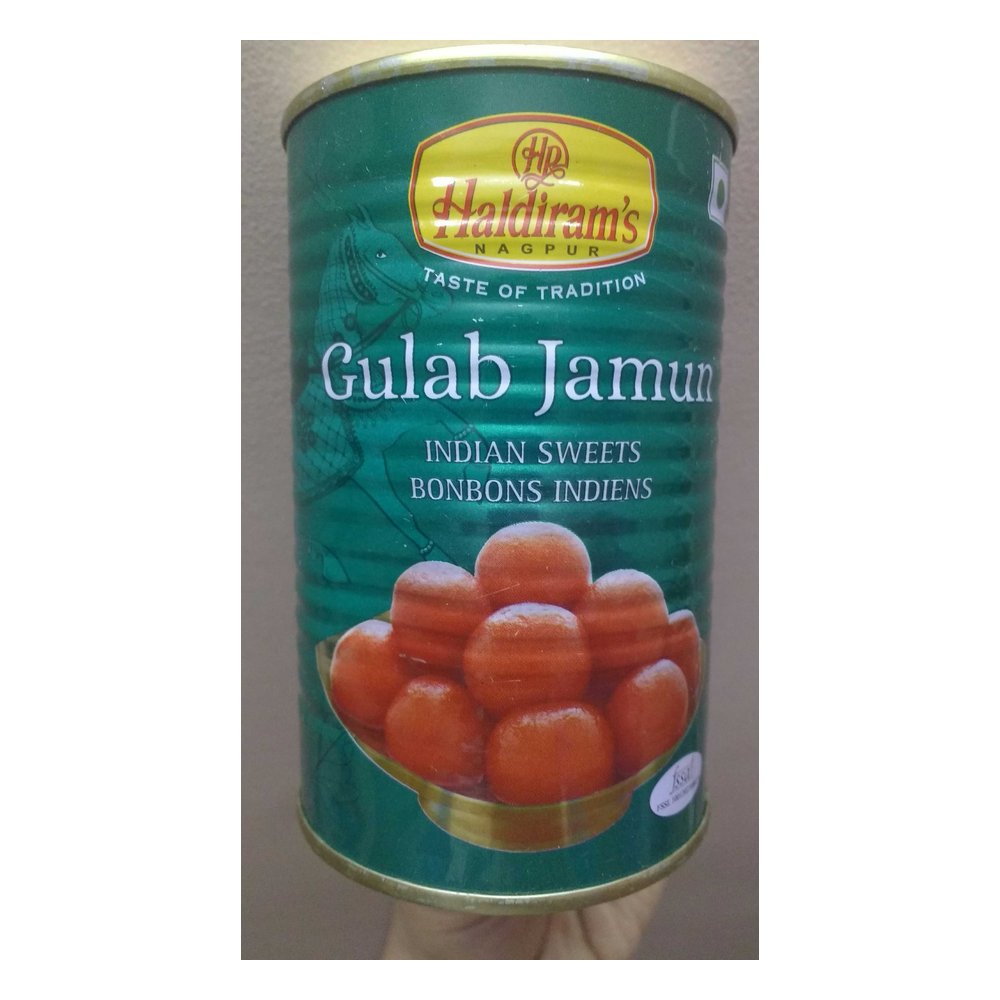 HR
Haldiram's
NAGPUR
TASTE OF TRADITION
Gulab Jamun
INDIAN SWEETS
BONBONS INDIENS
fssai